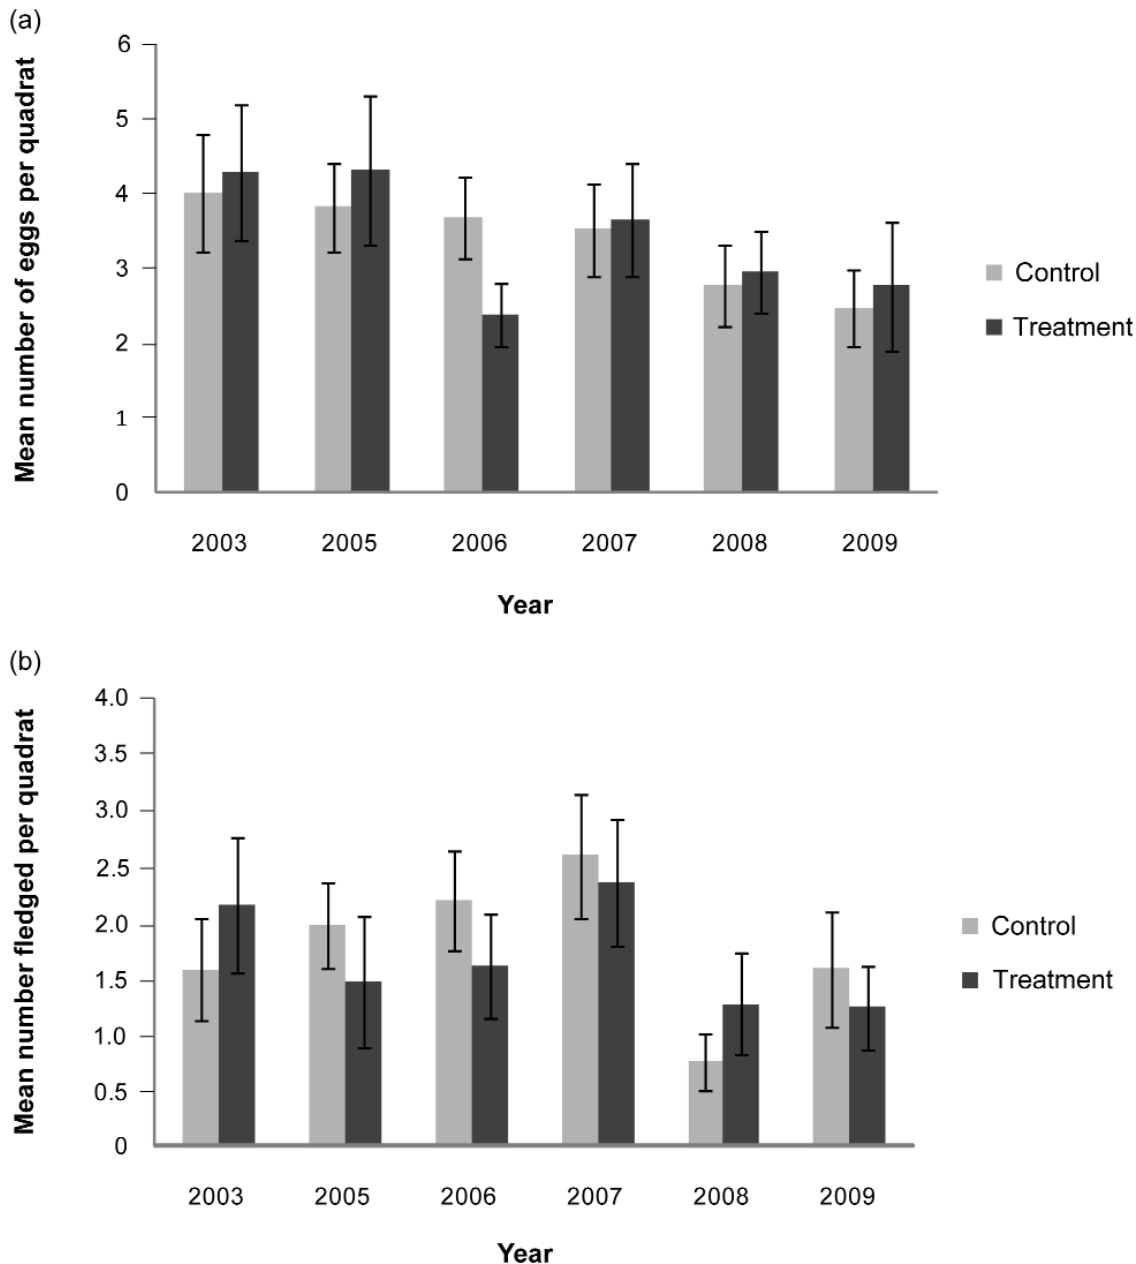 (a)
Mean number of eggs per quadrat
6
5
4
3
2
1
0
2003 2005 2006 2007 2008 2009
Year
Control
Treatment
(b)
Mean number fledged per quadrat
4.0
3.5
3.0
2.5
2.0
1.5
1.0
0.5
0
2003 2005 2006 2007 2008 2009
Year
Control
Treatment